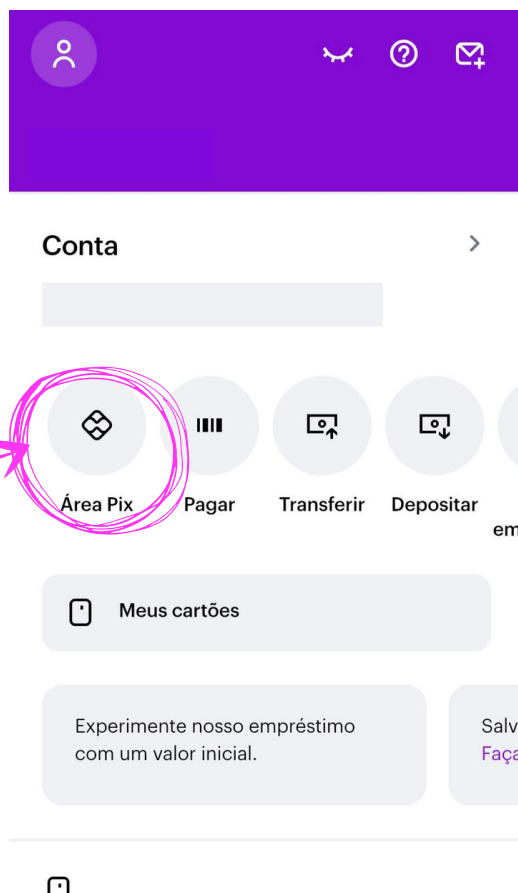 Conta
Área Pix
Pagar
Transferir
Depositar
Meus cartões
Experimente nosso empréstimo
com um valor inicial.